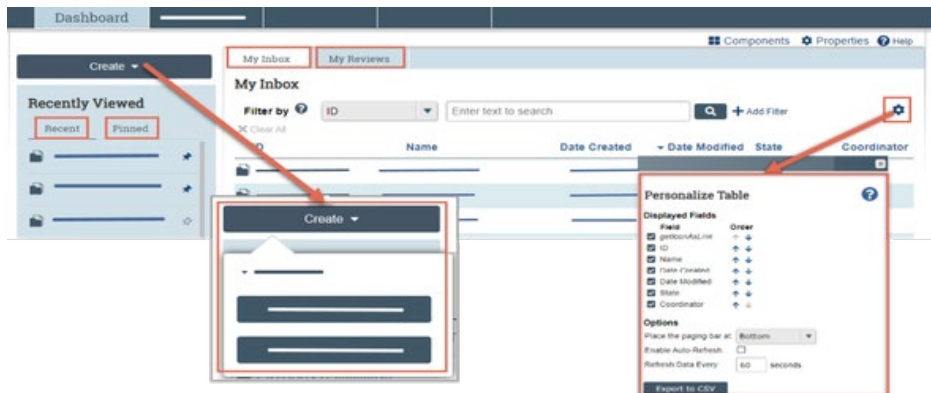 Dashboard
Components Properties Help
Create
My Inbox My Reviews
My Inbox
Recently Viewed
Recent Pinned
Filter by ID Enter text to search Add Filter
Clear All
ID Name Date Created Date Modified State Coordinator
Create
Personalize Table
Displayed Fields
Field Order
getIconAsLink
ID
Name
Date Created
Date Modified
State
Coordinator
Options
Place the paging bar at: Bottom
Enable Auto-Refresh
Refresh Data Every 60 seconds
Export to CSV